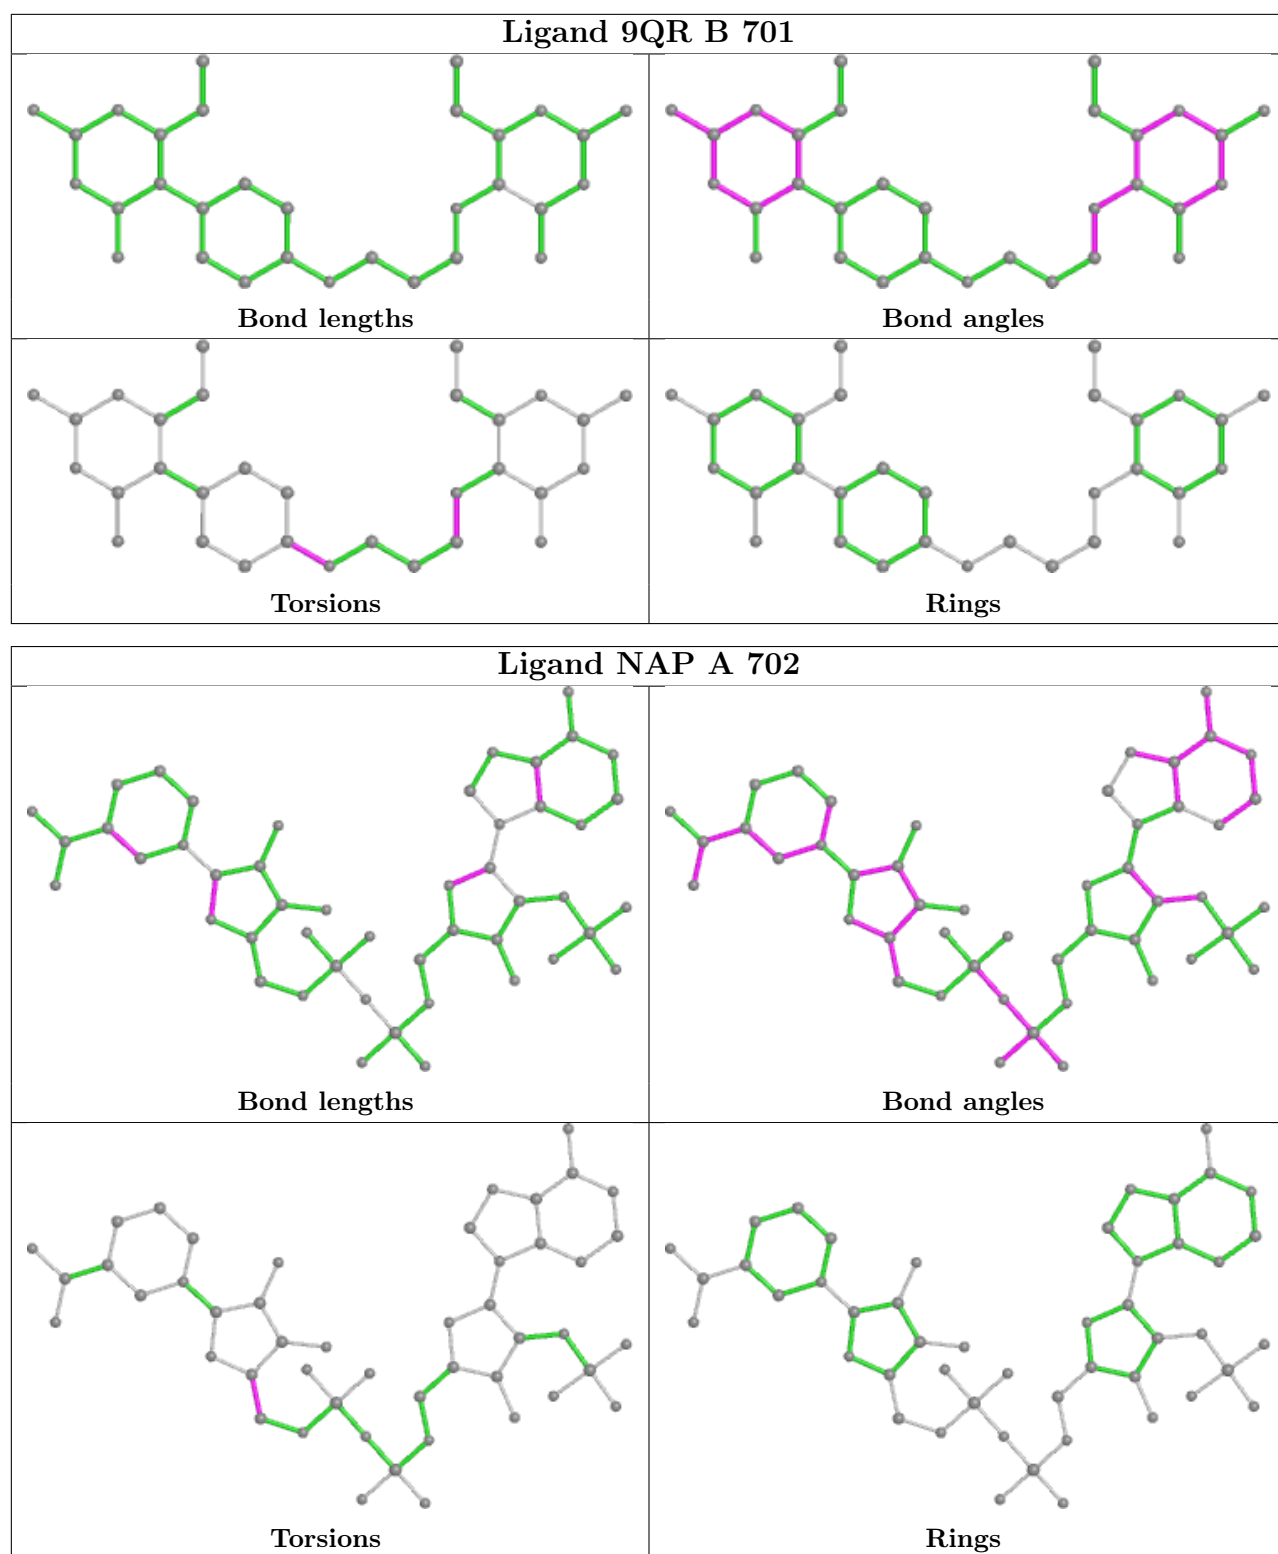 Ligand 9QR B 701
Bond lengths
Bond angles
Torsions
Rings
Ligand NAP A 702
Bond lengths
Bond angles
Torsions
Rings